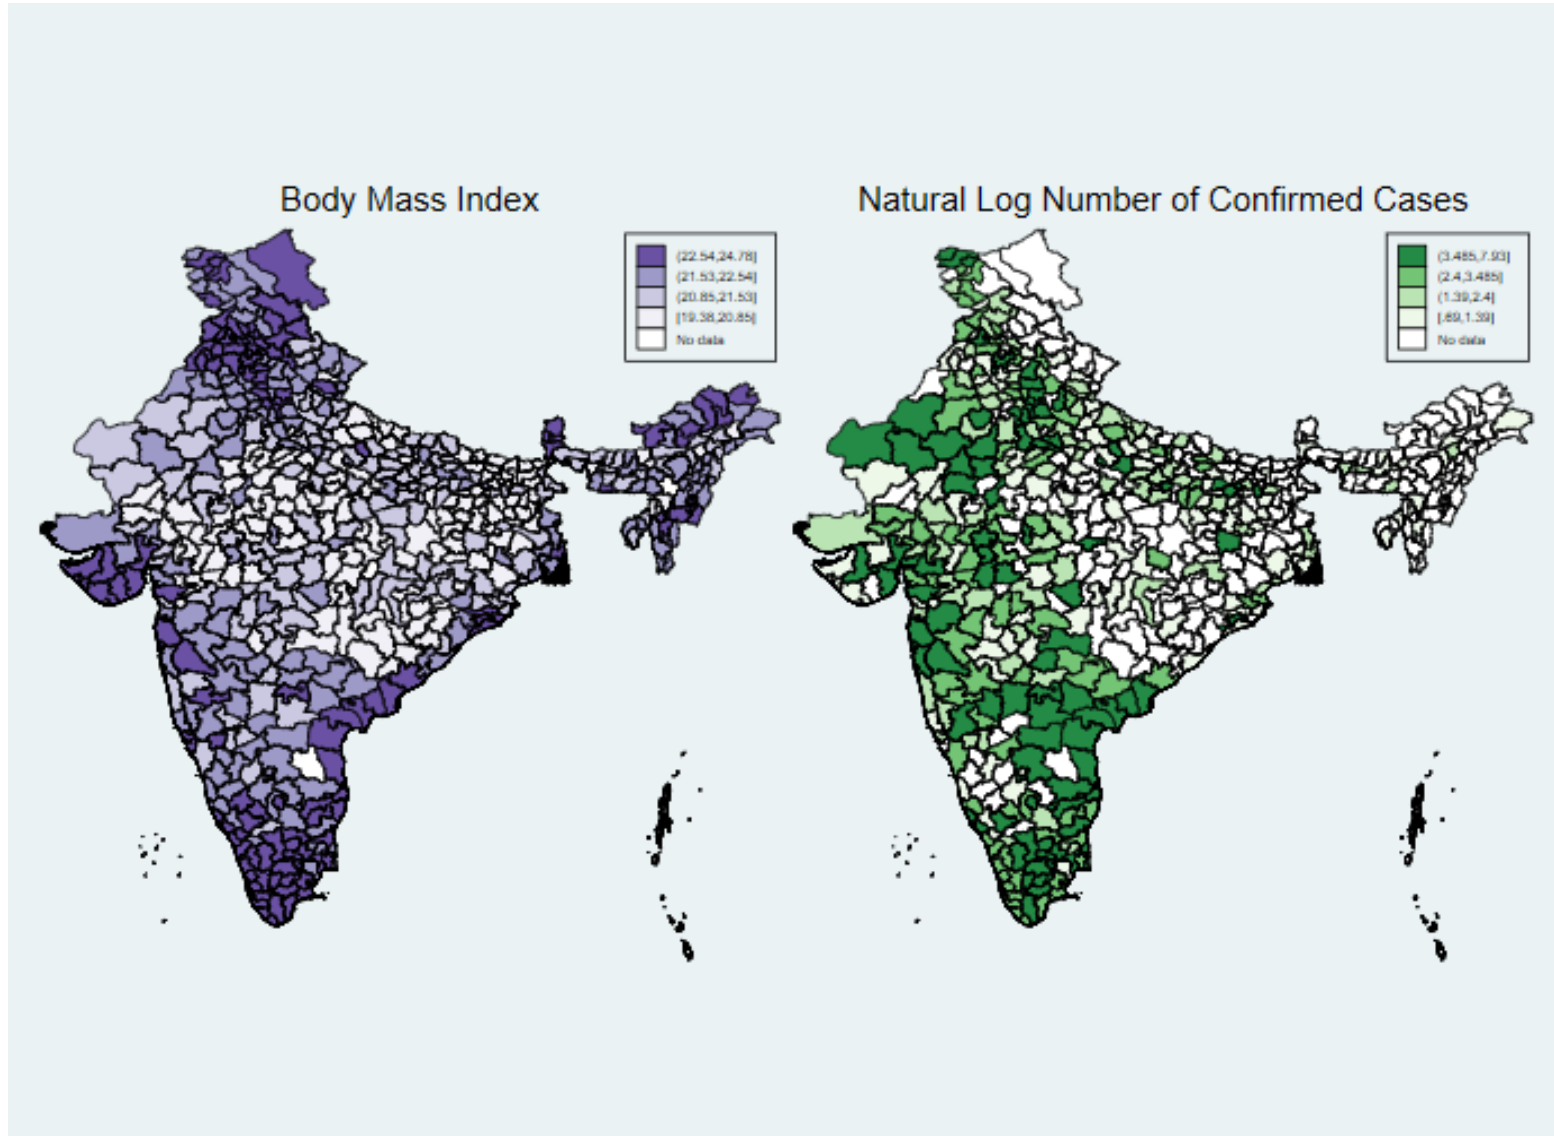 Body Mass Index
(22.54,24.78]
(21.53,22.54]
(20.85,21.53]
[19.38,20.85]
No data
Natural Log Number of Confirmed Cases
(3.485,7.93]
(2.4,3.485]
(1.39,2.4]
[.69,1.39]
No data